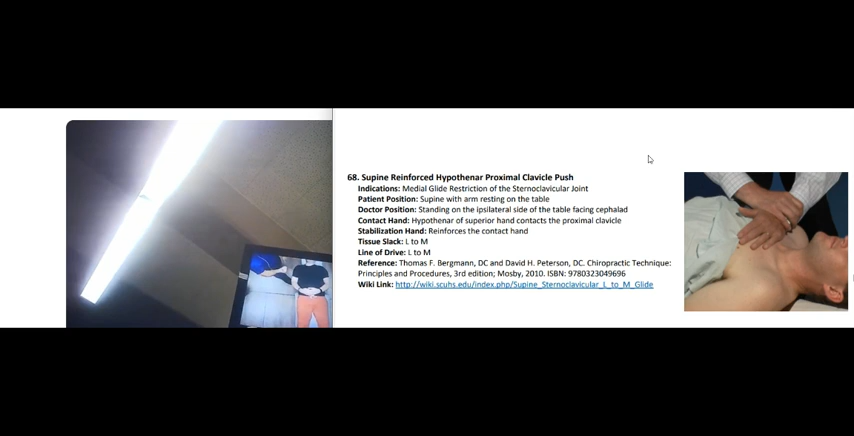 68. Supine Reinforced Hypothenar Proximal Clavicle Push
Indications: Medial Glide Restriction of the Sternoclavicular Joint
Patient Position: Supine with arm resting on the table
Doctor Position: Standing on the ipsilateral side of the table facing cephalad
Contact Hand: Hypothenar of superior hand contacts the proximal clavicle
Stabilization Hand: Reinforces the contact hand
Tissue Slack: L to M
Line of Drive: L to M
Reference: Thomas F. Bergmann, DC and David H. Peterson, DC. Chiropractic Technique:
Principles and Procedures, 3rd edition; Mosby, 2010. ISBN: 9780323049696
Wiki Link: http://wiki.scuhs.edu/index.php/Supine_Sternoclavicular_L_to_M_Glide